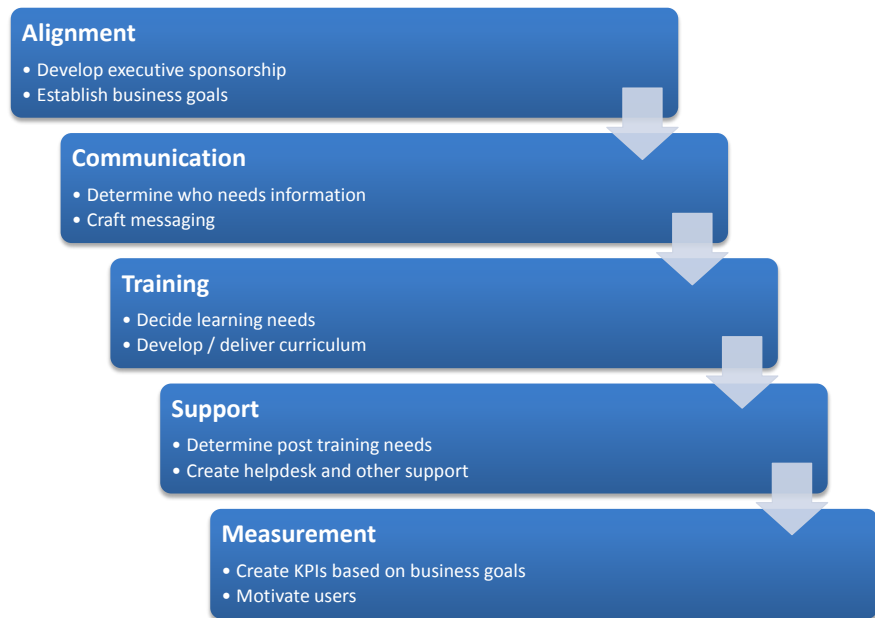 Alignment
• Develop executive sponsorship
• Establish business goals
Communication
• Determine who needs information
• Craft messaging
Training
• Decide learning needs
• Develop / deliver curriculum
Support
• Determine post training needs
• Create helpdesk and other support
Measurement
• Create KPIs based on business goals
• Motivate users